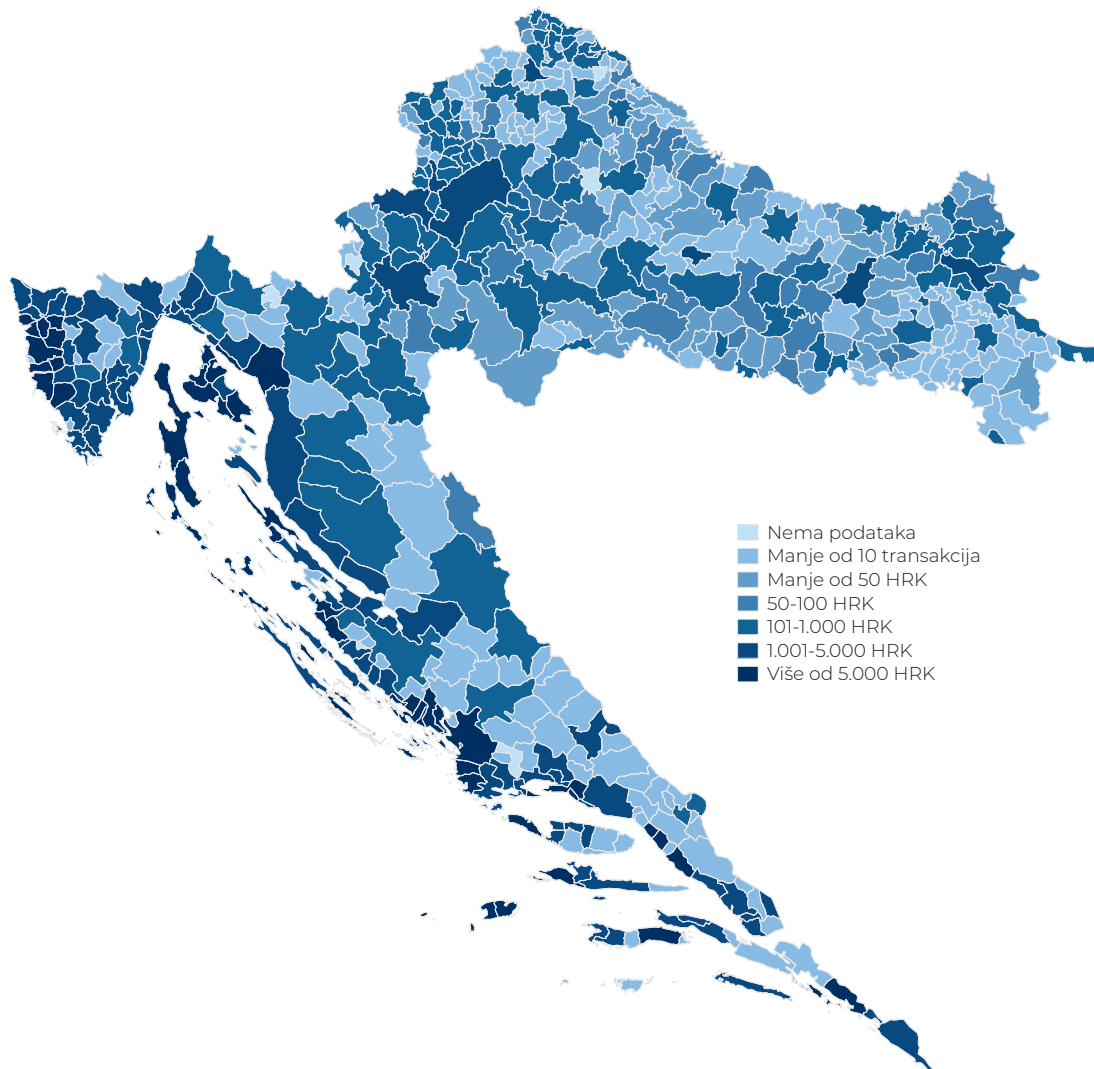 Nema podataka
Manje od 10 transakcija
Manje od 50 HRK
50-100 HRK
101-1.000 HRK
1.001-5.000 HRK
Više od 5.000 HRK